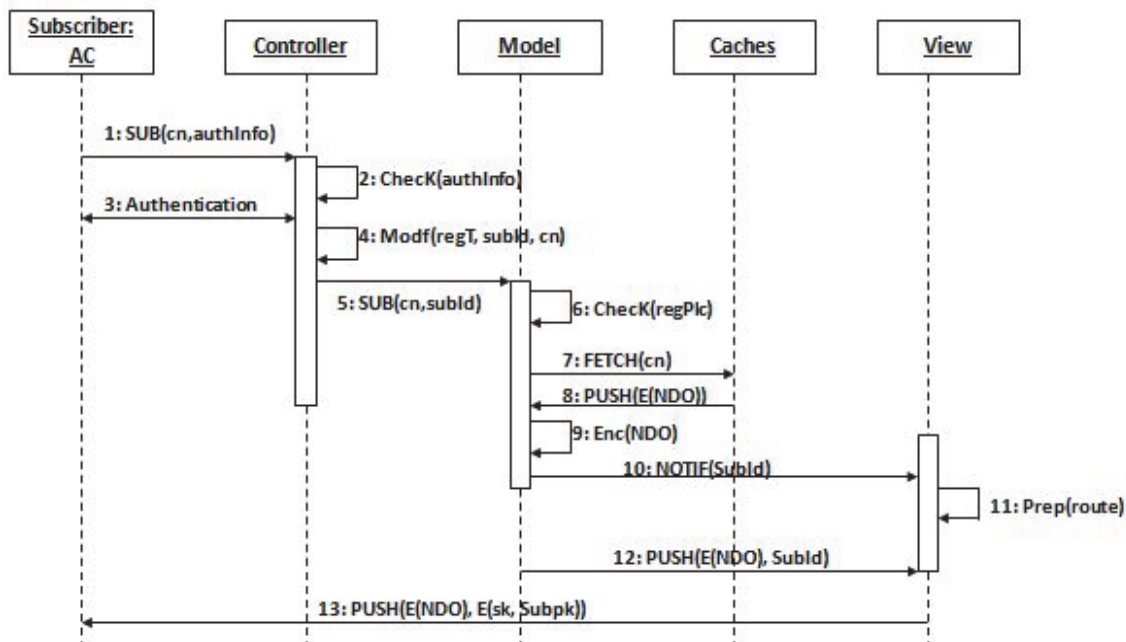 Subscriber:
AC
Controller
Model
Caches
View
1: SUB(cn,authInfo)
2: ChecK(authInfo)
3: Authentication
4: Modf(regT, subId, cn)
5: SUB(cn,subId)
6: ChecK(regPlc)
7: FETCH(cn)
8: PUSH(E(NDO))
9: Enc(NDO)
10: NOTIF(SubId)
11: Prep(route)
12: PUSH(E(NDO), SubId)
13: PUSH(E(NDO), E(sk, Subpk))